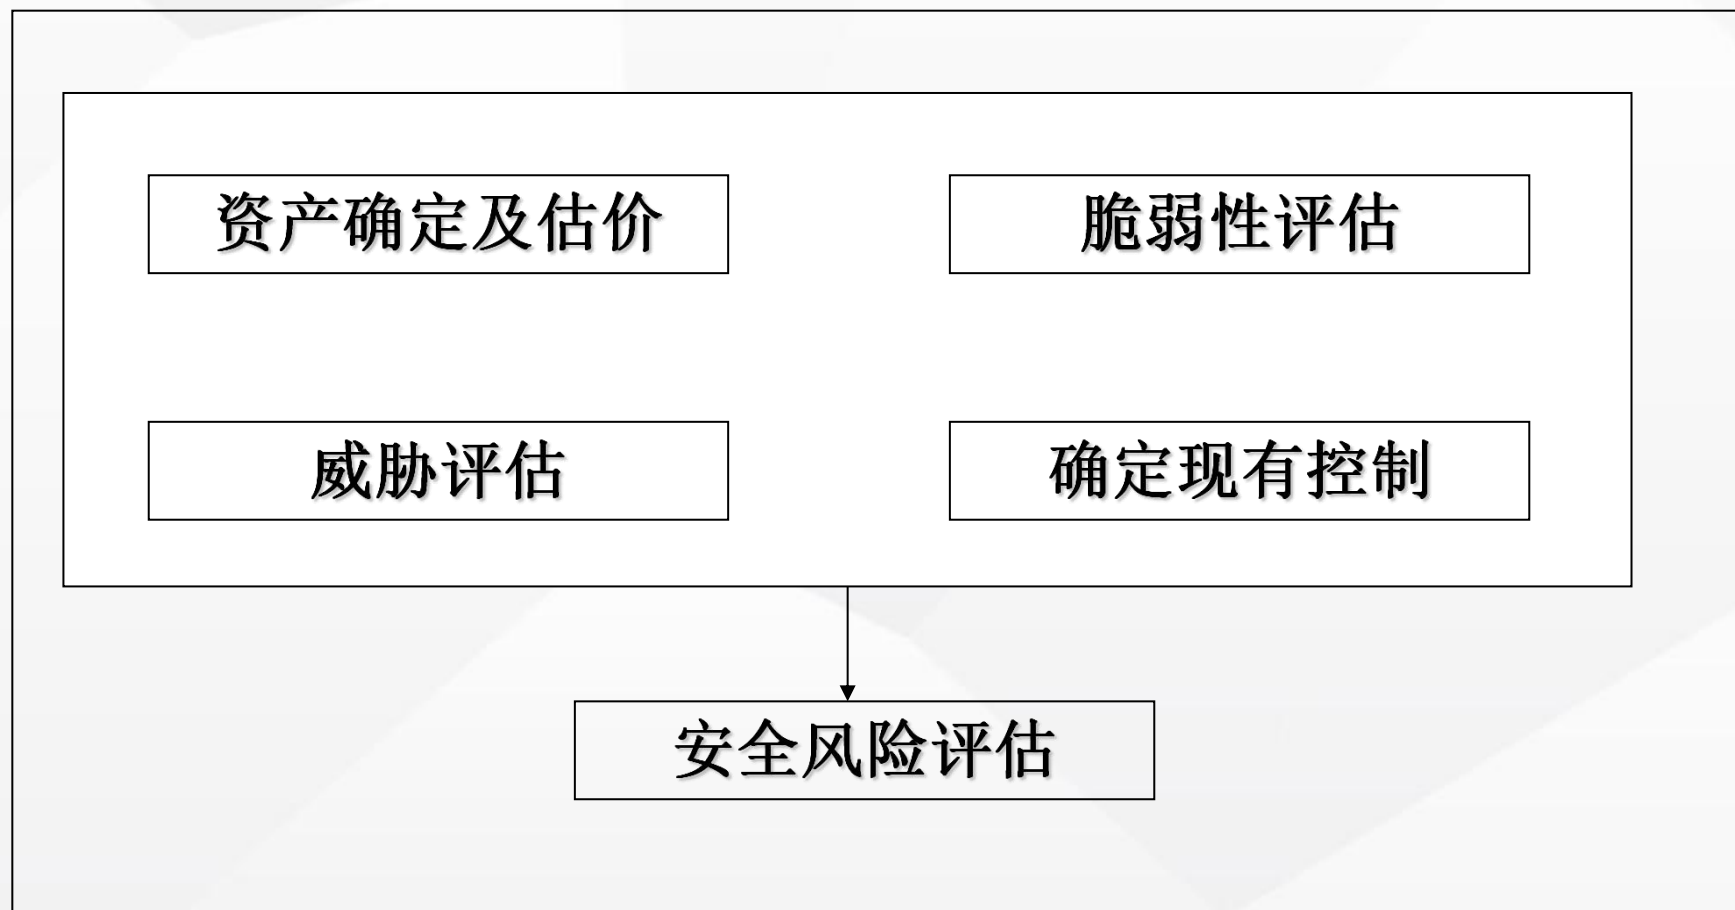 资产确定及估价
脆弱性评估
威胁评估
确定现有控制
安全风险评估